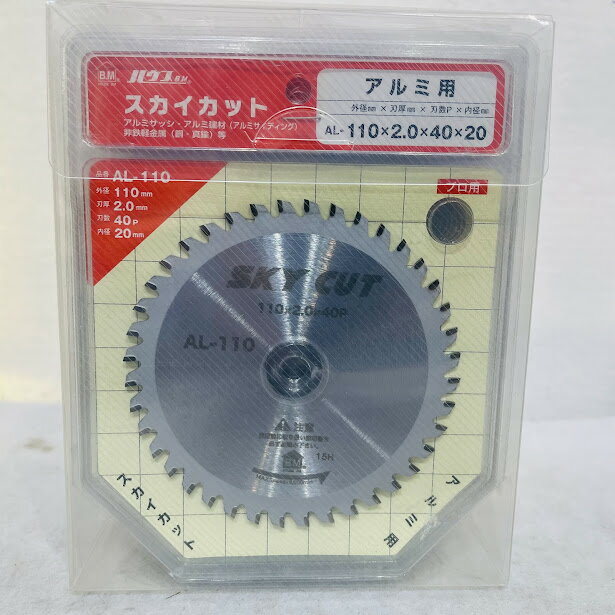 B.M
ハウス B.M
スカイカット
アルミサッシ・アルミ建材（アルミサイディング）
非鉄軽金属（銅・真鍮）等
アルミ用
外径mm × 刃厚mm × 刃数P × 内径mm
AL-110×2.0×40×20
品番 AL-110
外径 110mm
刃厚 2.0mm
刃数 40P
内径 20mm
プロ用
SKY CUT
110×2.0×40P
AL-110
注意
B.M
15H
スカイカット
アルミ用